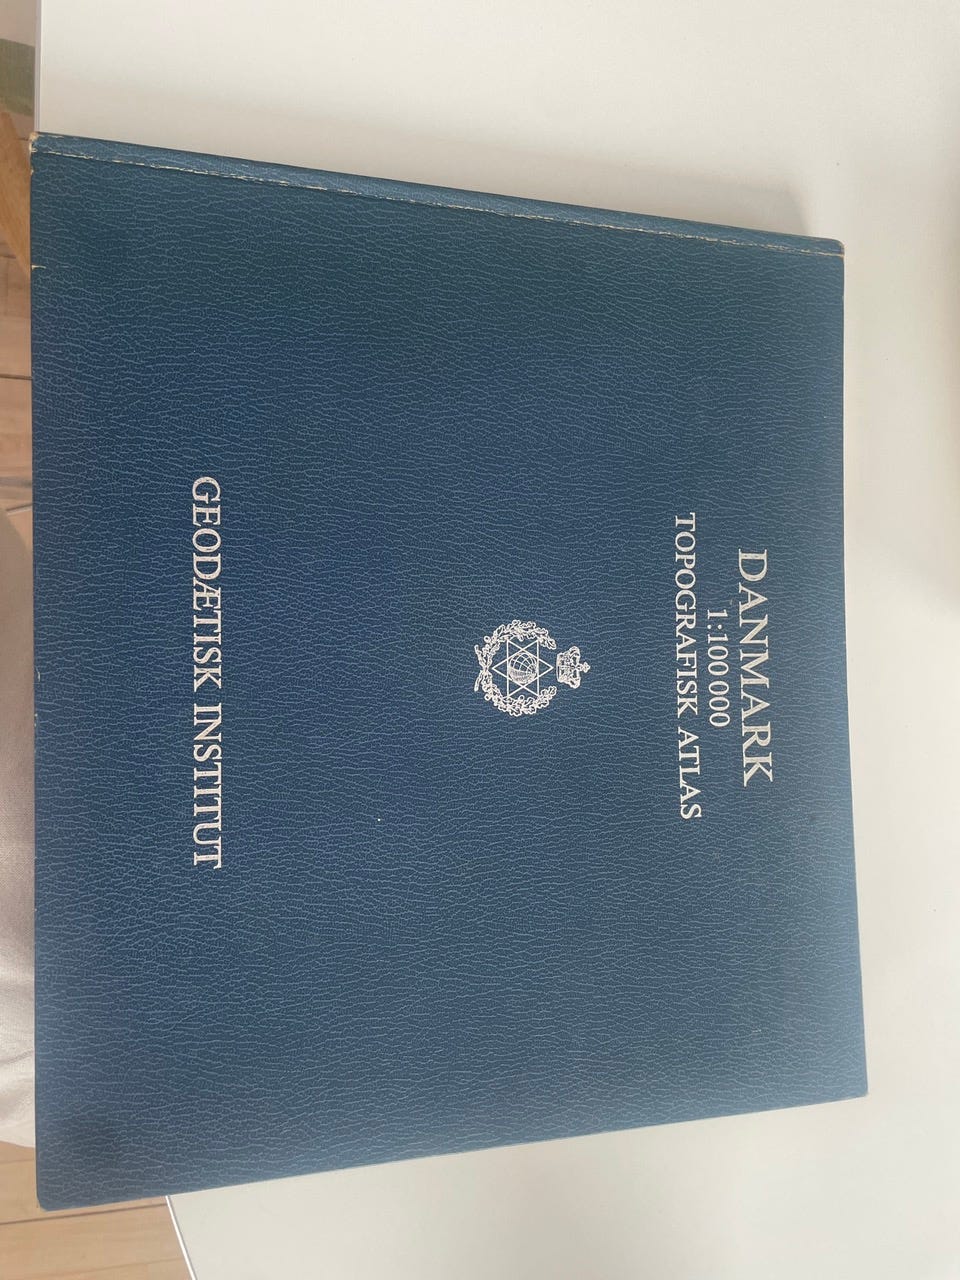 DANMARK
1:100 000
TOPOGRAFISK ATLAS
GEODÆTISK INSTITUT